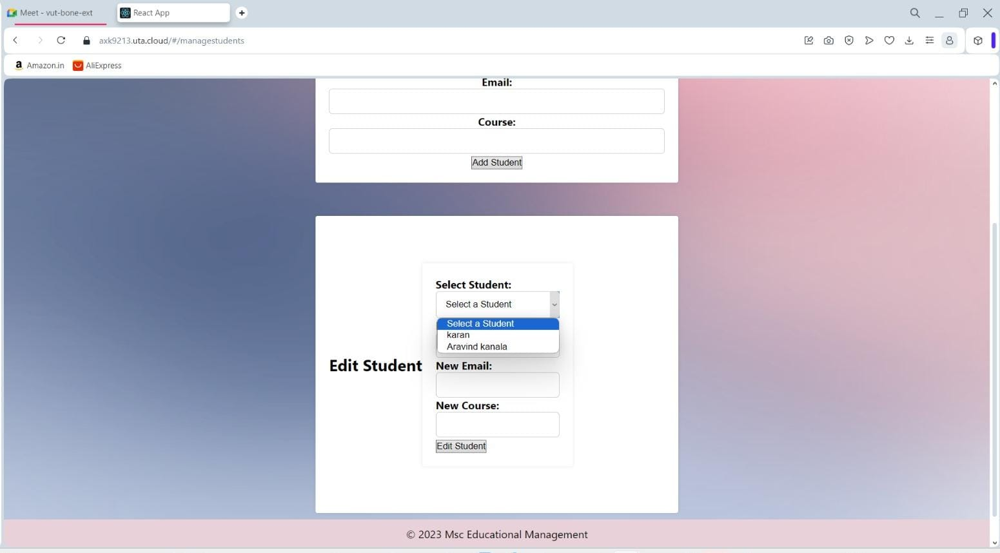 Meet - vut-bone-ext
React App
axk9213.uta.cloud/#/managestudents
Amazon.in
AliExpress
Email:
Course:
Add Student
Select Student:
Select a Student
Select a Student
karan
Aravind kanala
Edit Student
New Email:
New Course:
Edit Student
© 2023 Msc Educational Management